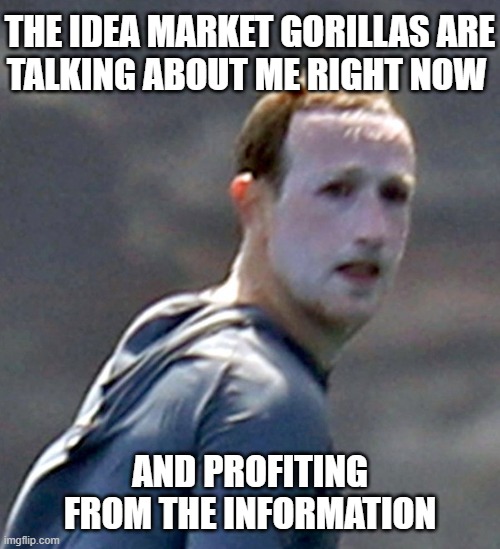 THE IDEA MARKET GORILLAS ARE
TALKING ABOUT ME RIGHT NOW
AND PROFITING
FROM THE INFORMATION
imgflip.com